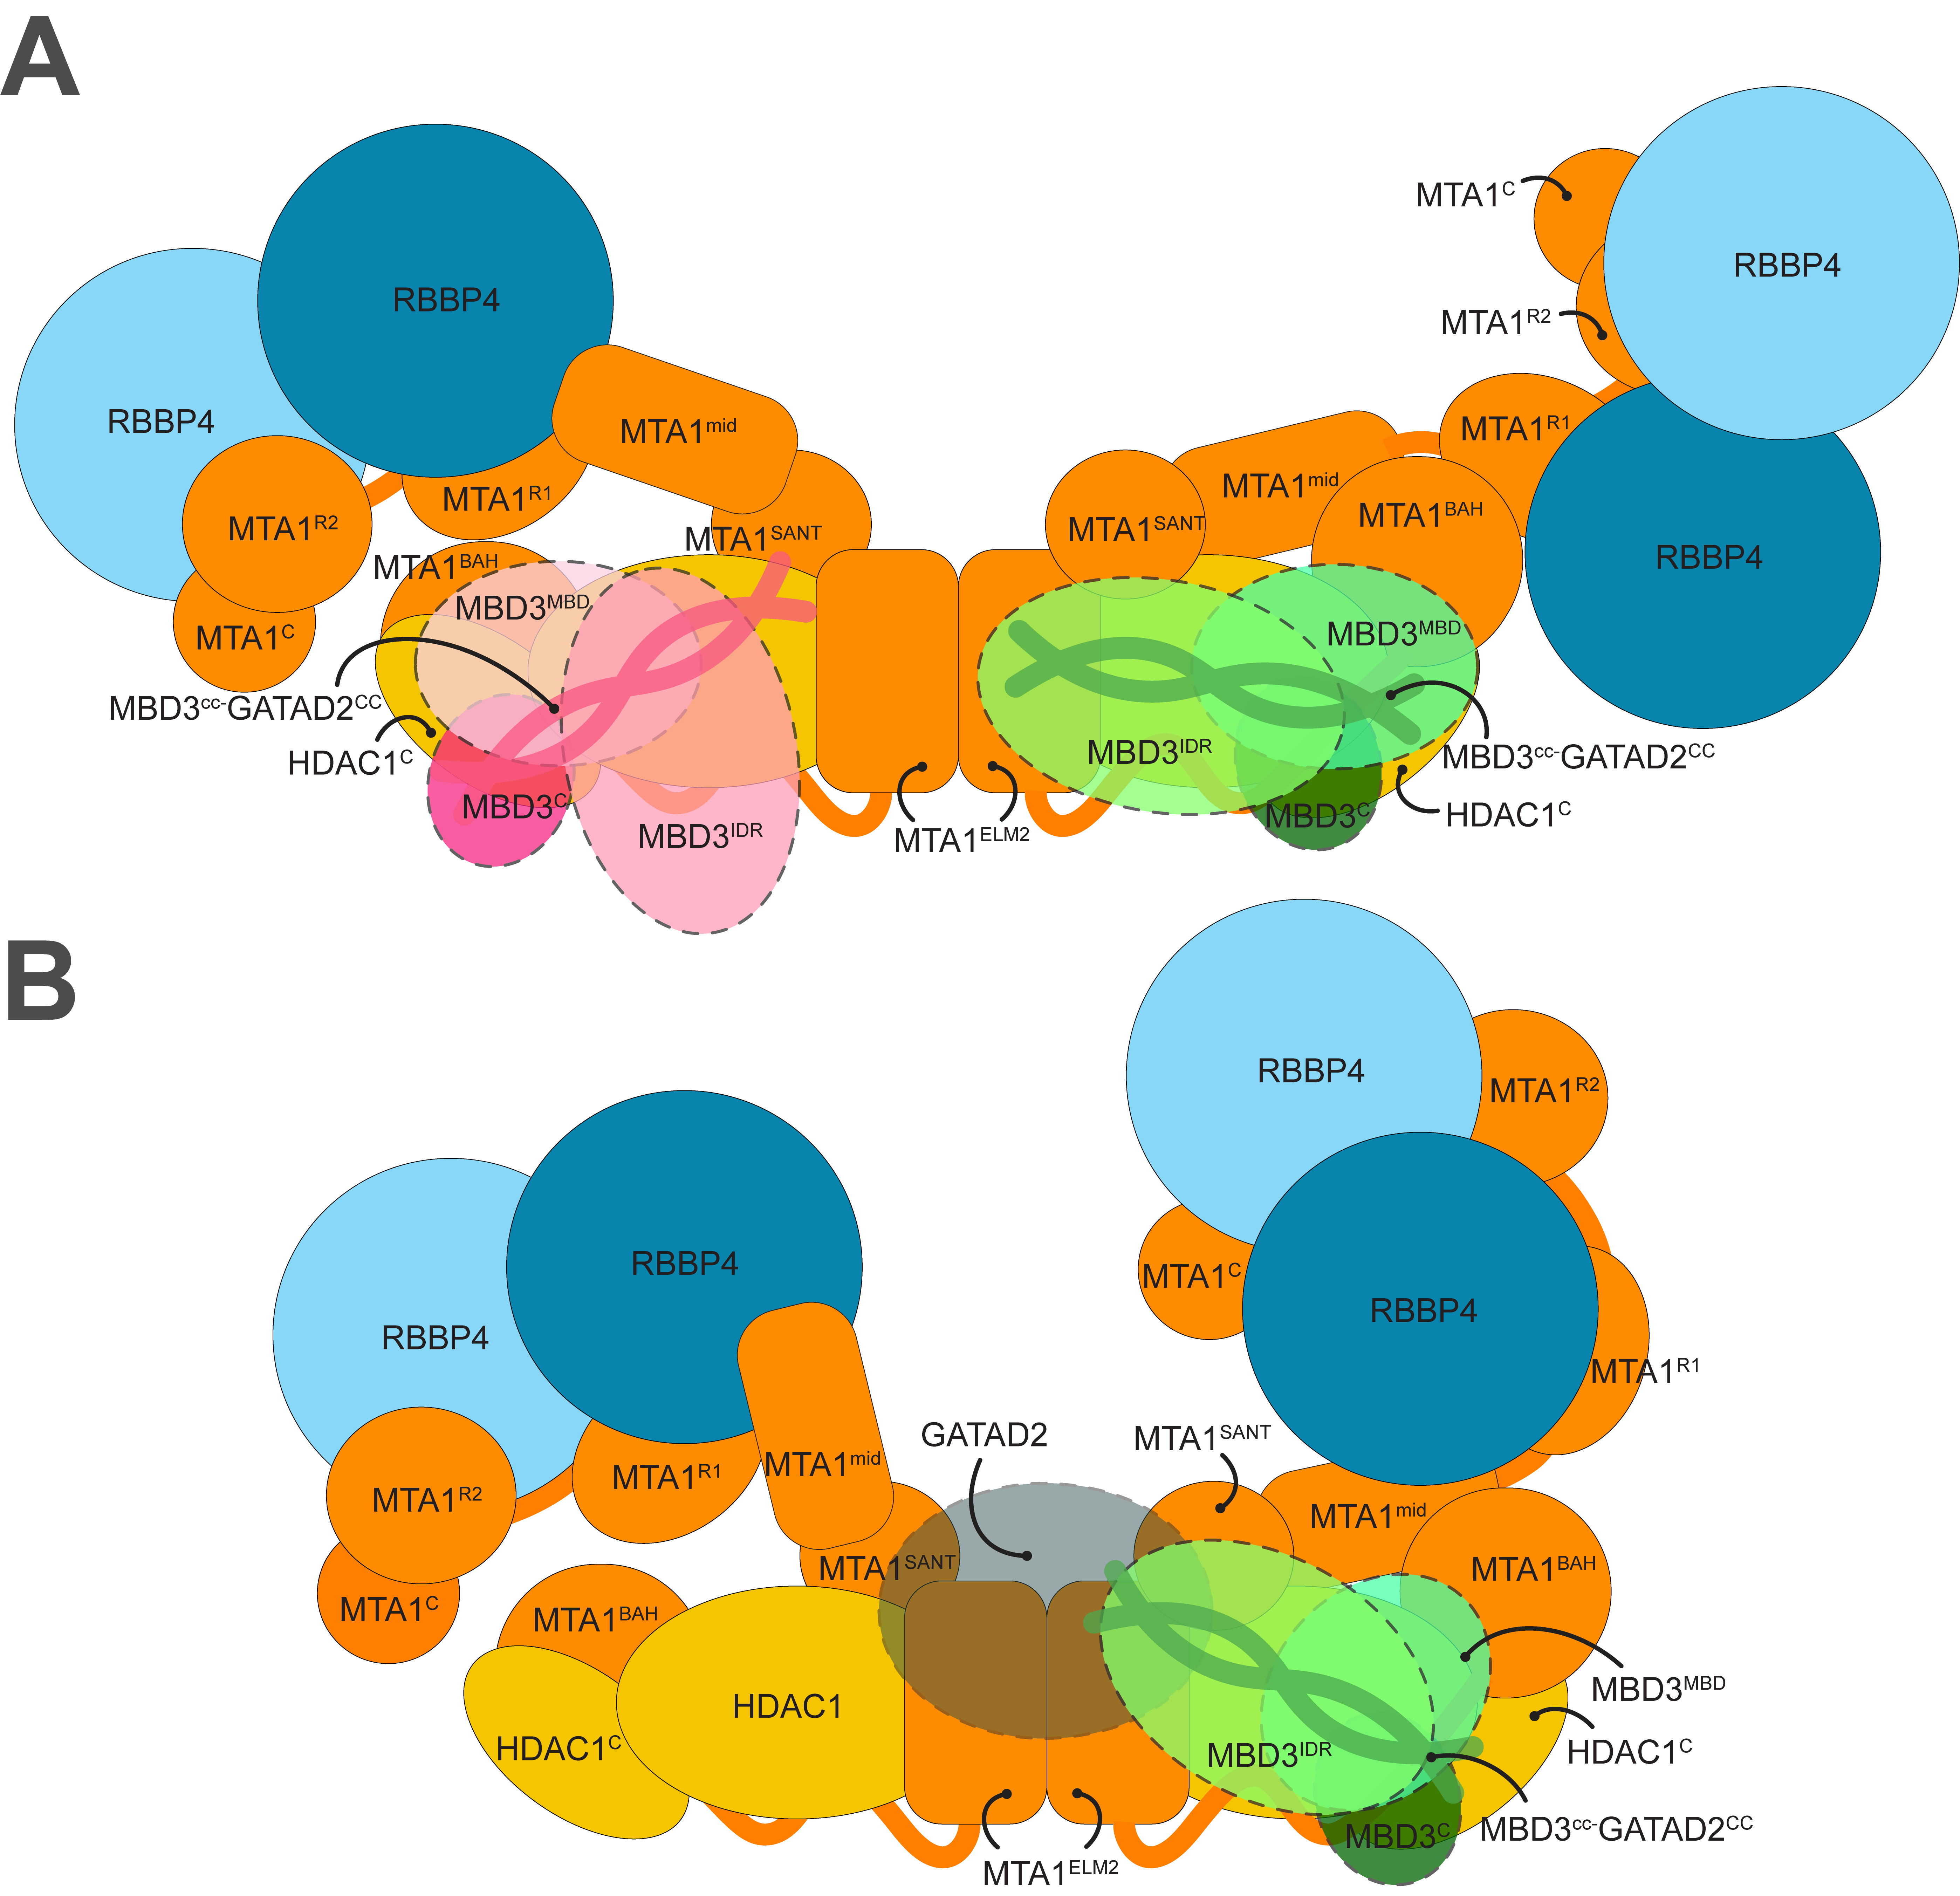 A
MTA1C
RBBP4
RBBP4
RBBP4
MTA1R2
MTA1mid
MTA1R1
MTA1mid
MTA1R1
MTA1R2
MTA1SANT
MTA1SANT
MTA1BAH
RBBP4
MTA1BAH
MBD3MBD
MBD3MBD
MTA1C
MBD3cc-GATAD2CC
HDAC1C
MBD3IDR
MBD3cc-GATAD2CC
MBD3C
MBD3IDR
MTA1ELM2
MBD3C
HDAC1C
B
RBBP4
MTA1R2
RBBP4
MTA1C
RBBP4
RBBP4
MTA1R1
GATAD2
MTA1SANT
MTA1R2
MTA1R1
MTA1mid
MTA1mid
MTA1SANT
MTA1BAH
MTA1C
MTA1BAH
MBD3MBD
HDAC1
HDAC1C
MBD3IDR
HDAC1C
MBD3C
MBD3cc-GATAD2CC
MTA1ELM2